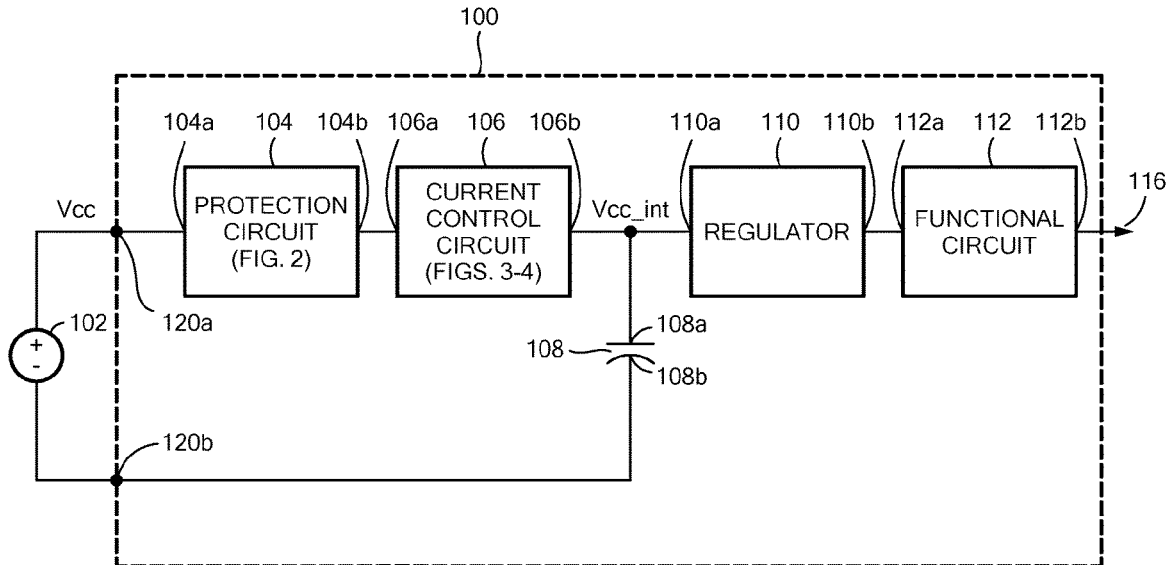 100
104a 104 104b 106a 106 106b 110a 110 110b 112a 112 112b
116
Vcc
PROTECTION
CIRCUIT
(FIG. 2)
CURRENT
CONTROL
CIRCUIT
(FIGS. 3-4)
Vcc_int
REGULATOR
FUNCTIONAL
CIRCUIT
102
+
-
120a
108
108a
108b
120b